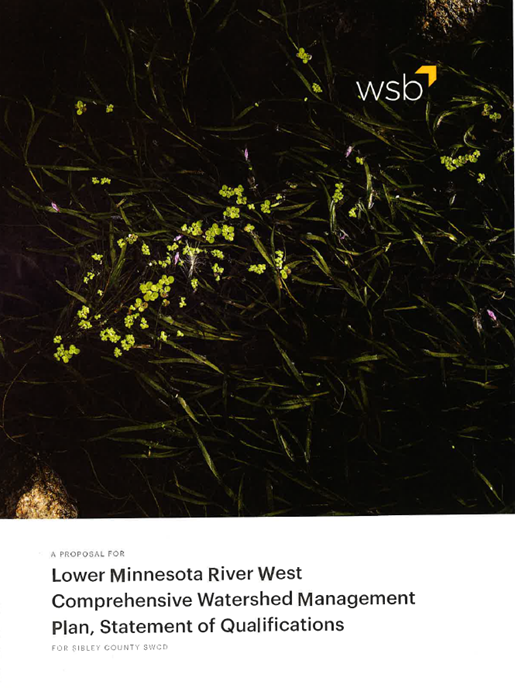 wsb
A PROPOSAL FOR
Lower Minnesota River West
Comprehensive Watershed Management
Plan, Statement of Qualifications
FOR SIBLEY COUNTY SWCD